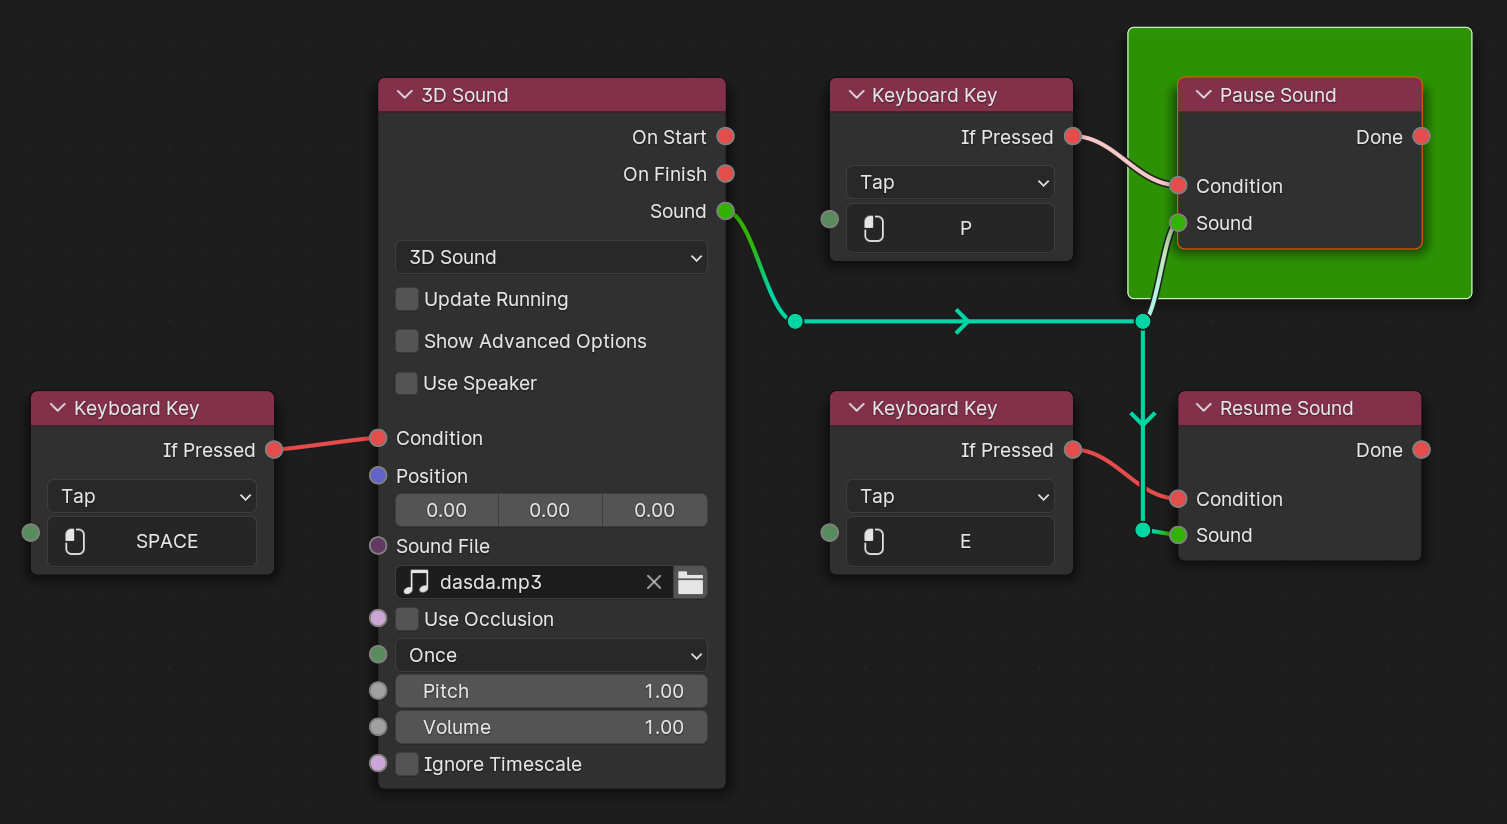 Keyboard Key
If Pressed
Tap
SPACE
3D Sound
On Start
On Finish
Sound
3D Sound
Update Running
Show Advanced Options
Use Speaker
Condition
Position
0.00 0.00 0.00
Sound File
dasda.mp3
Use Occlusion
Once
Pitch 1.00
Volume 1.00
Ignore Timescale
Keyboard Key
If Pressed
Tap
P
Pause Sound
Done
Condition
Sound
Keyboard Key
If Pressed
Tap
E
Resume Sound
Done
Condition
Sound